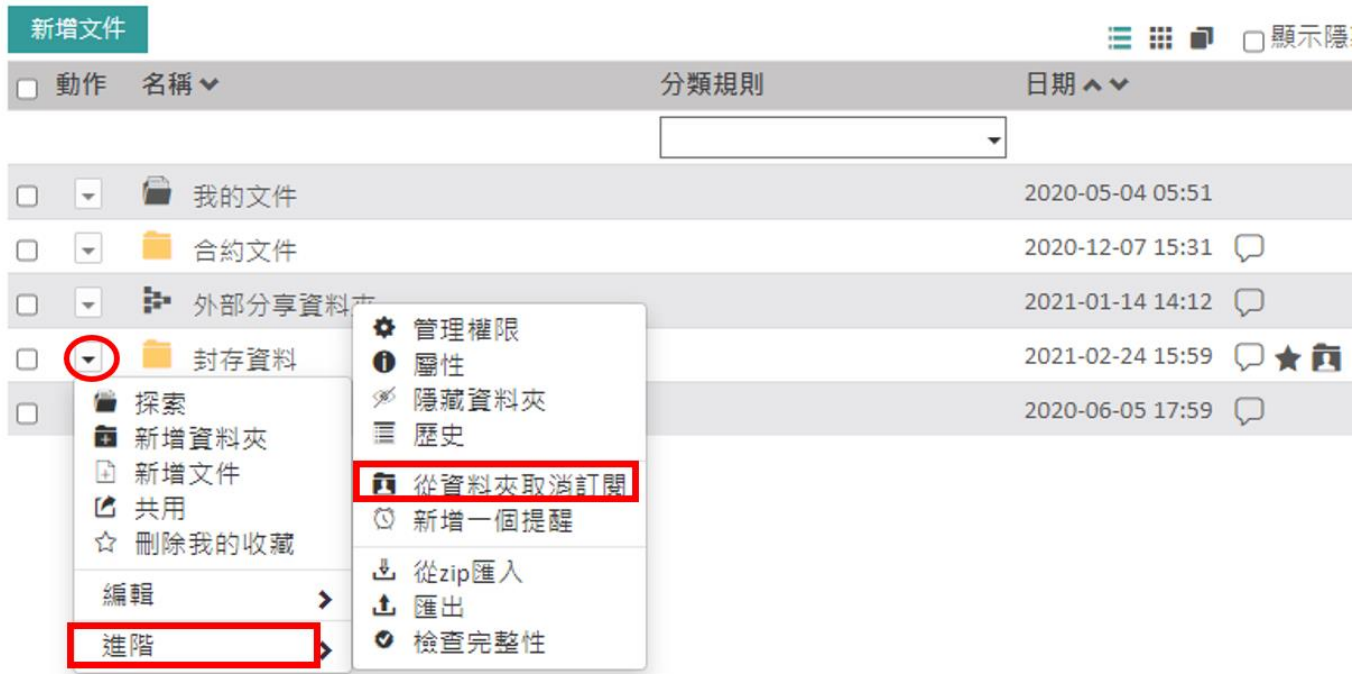 新增文件
顯示隱
動作 名稱 分類規則 日期
我的文件 2020-05-04 05:51
合約文件 2020-12-07 15:31
外部分享資料夾 2021-01-14 14:12
封存資料 2021-02-24 15:59
2020-06-05 17:59
探索
新增資料夾
新增文件
共用
刪除我的收藏
編輯
進階
管理權限
屬性
隱藏資料夾
歷史
從資料夾取消訂閱
新增一個提醒
從zip匯入
匯出
檢查完整性